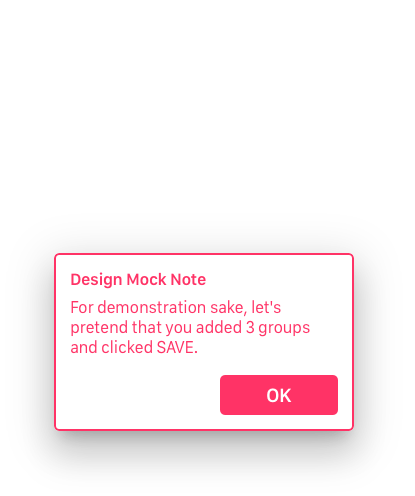 Design Mock Note
For demonstration sake, let's
pretend that you added 3 groups
and clicked SAVE.
OK